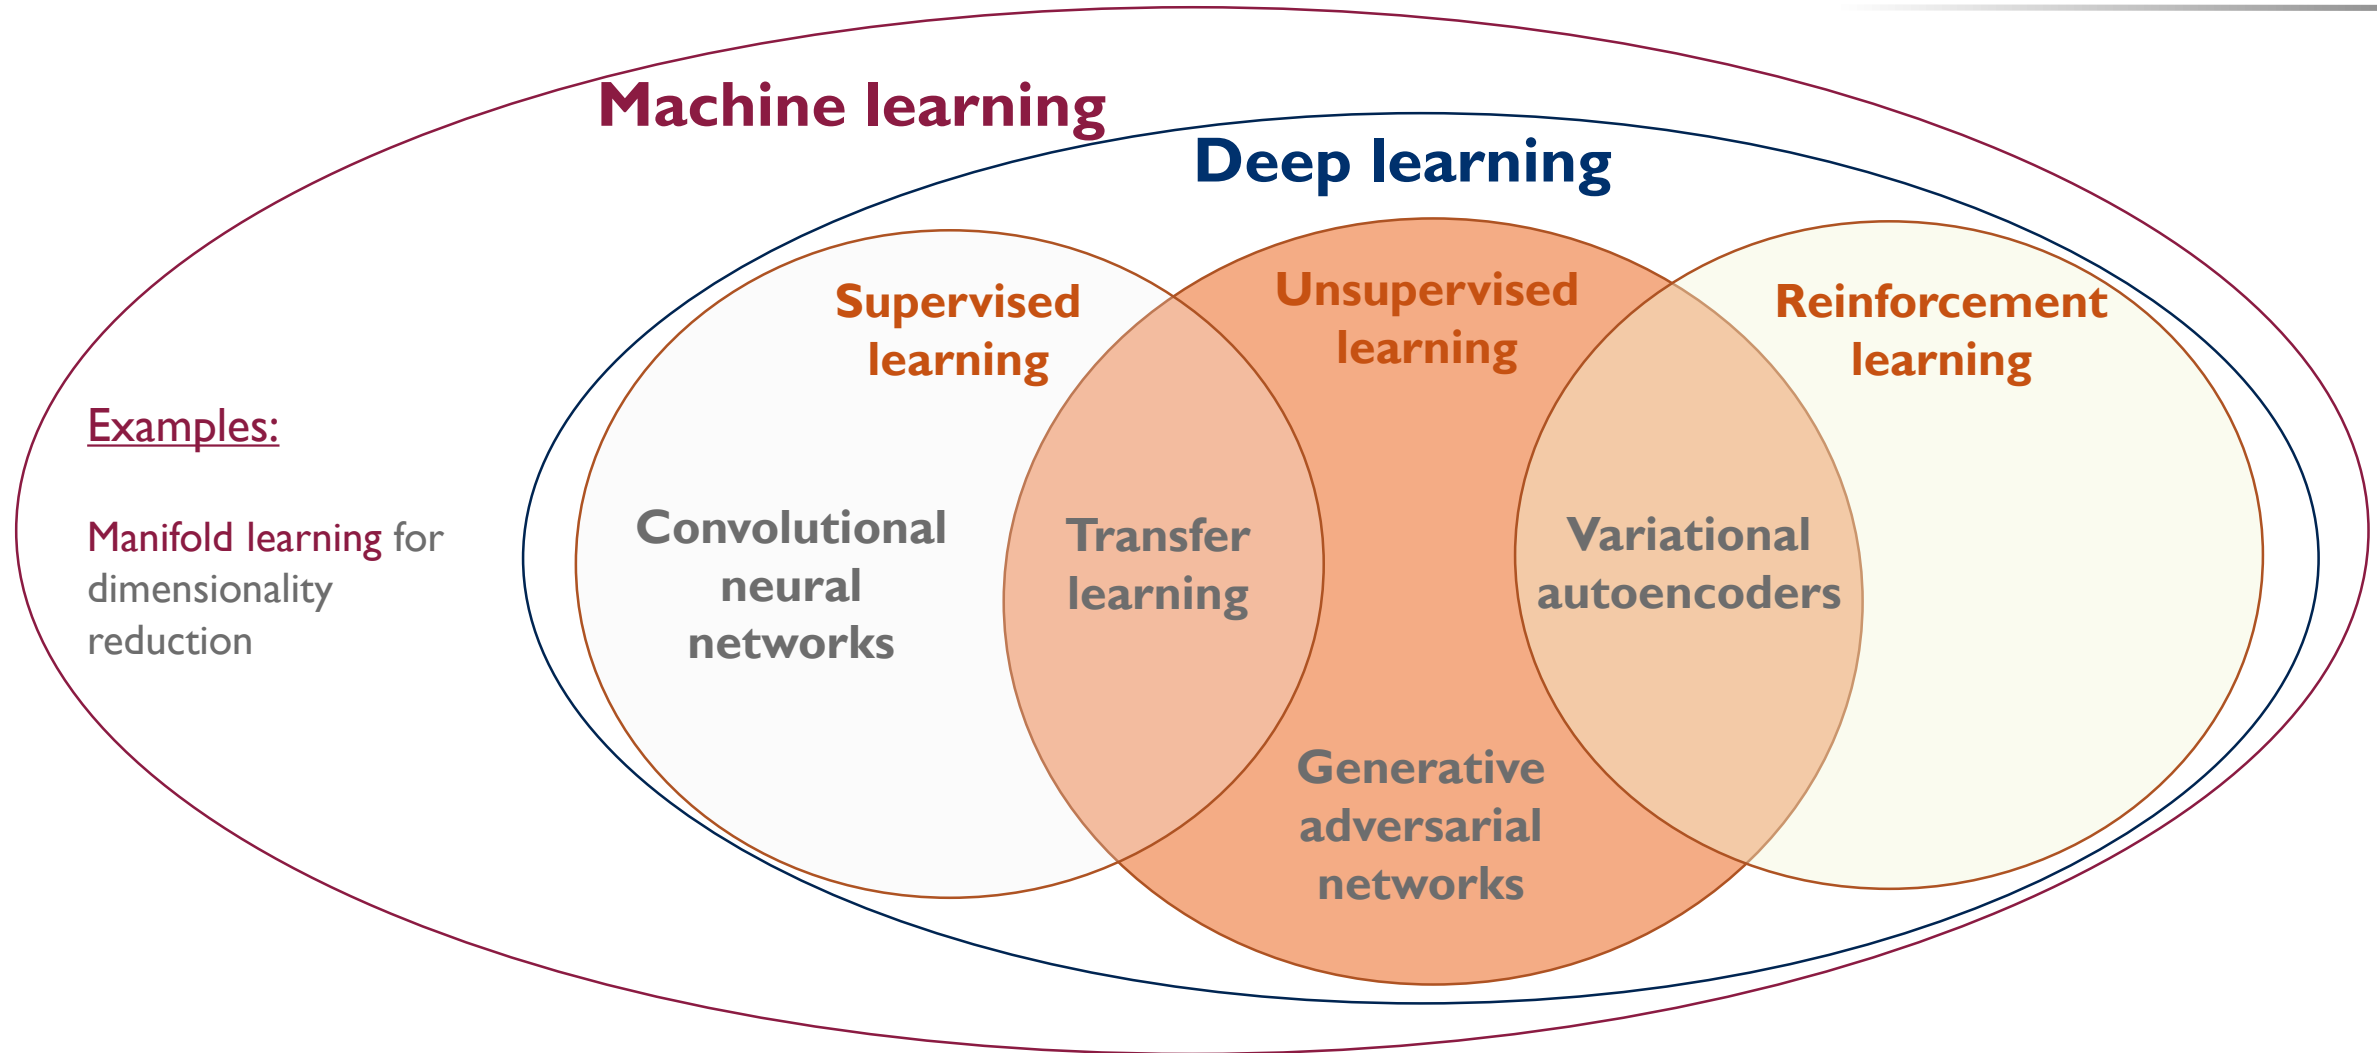 Machine learning
Deep learning
Supervised
learning
Unsupervised
learning
Reinforcement
learning
Examples:
Manifold learning for
dimensionality
reduction
Convolutional
neural
networks
Transfer
learning
Variational
autoencoders
Generative
adversarial
networks